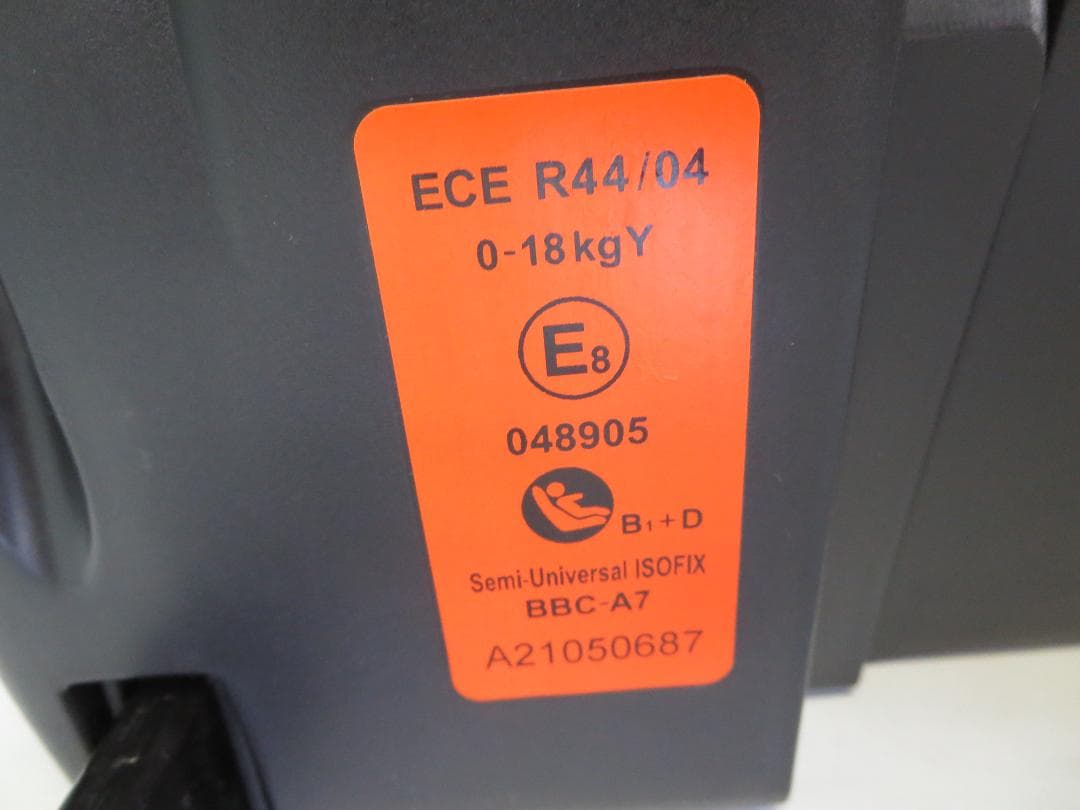 ECE R44/04
0-18kgY
E8
048905
B1+D
Semi-Universal ISOFIX
BBC-A7
A21050687